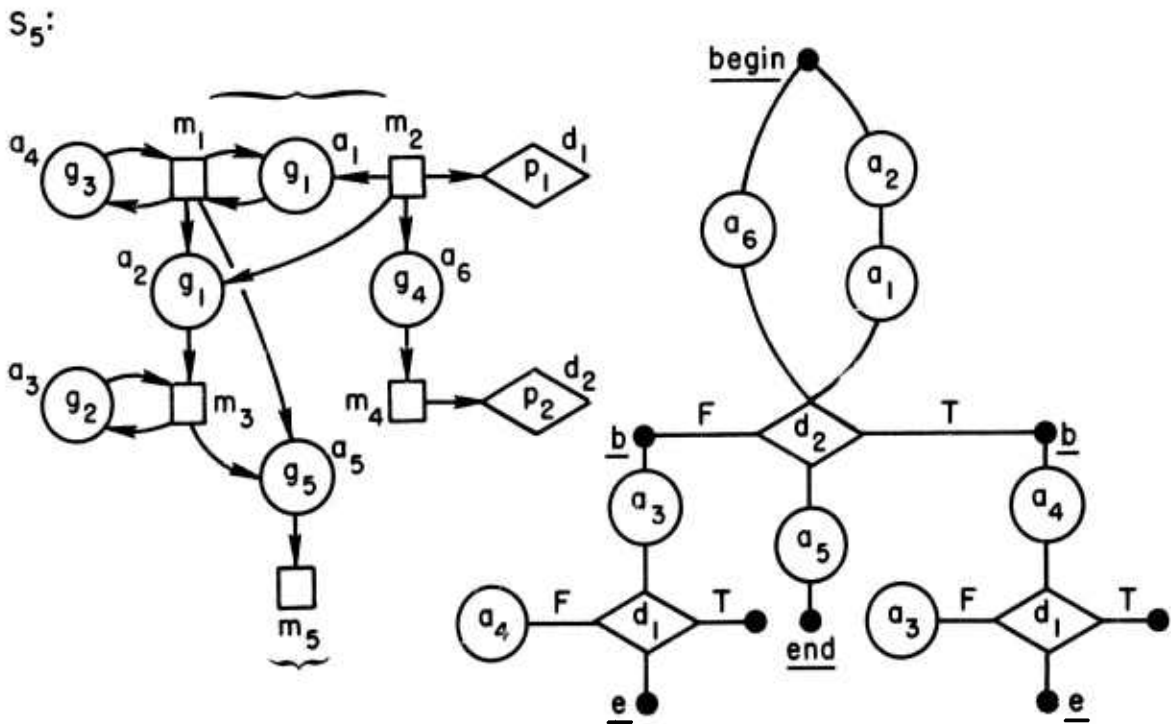 S₅:
begin
m₁ m₂
a₄ g₃ g₁ a₁ p₁ d₁
a₂
a₆
a₂ g₁ g₄ a₆
a₁
a₃ g₂ m₃ m₄ p₂ d₂
b F d₂ T b
g₅ a₅
a₃ a₅ a₄
m₅
a₄ F d₁ T a₃ F d₁ T
end
e e